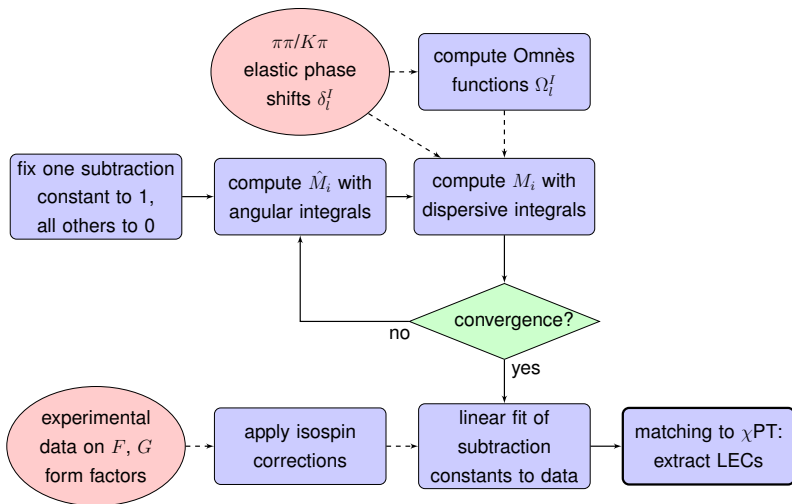 ππ/Kπ
elastic phase
shifts δ_l^I
compute Omnès
functions Ω_l^I
fix one subtraction
constant to 1,
all others to 0
compute M̂_i with
angular integrals
compute M_i with
dispersive integrals
convergence?
no
yes
experimental
data on F, G
form factors
apply isospin
corrections
linear fit of
subtraction
constants to data
matching to χPT:
extract LECs